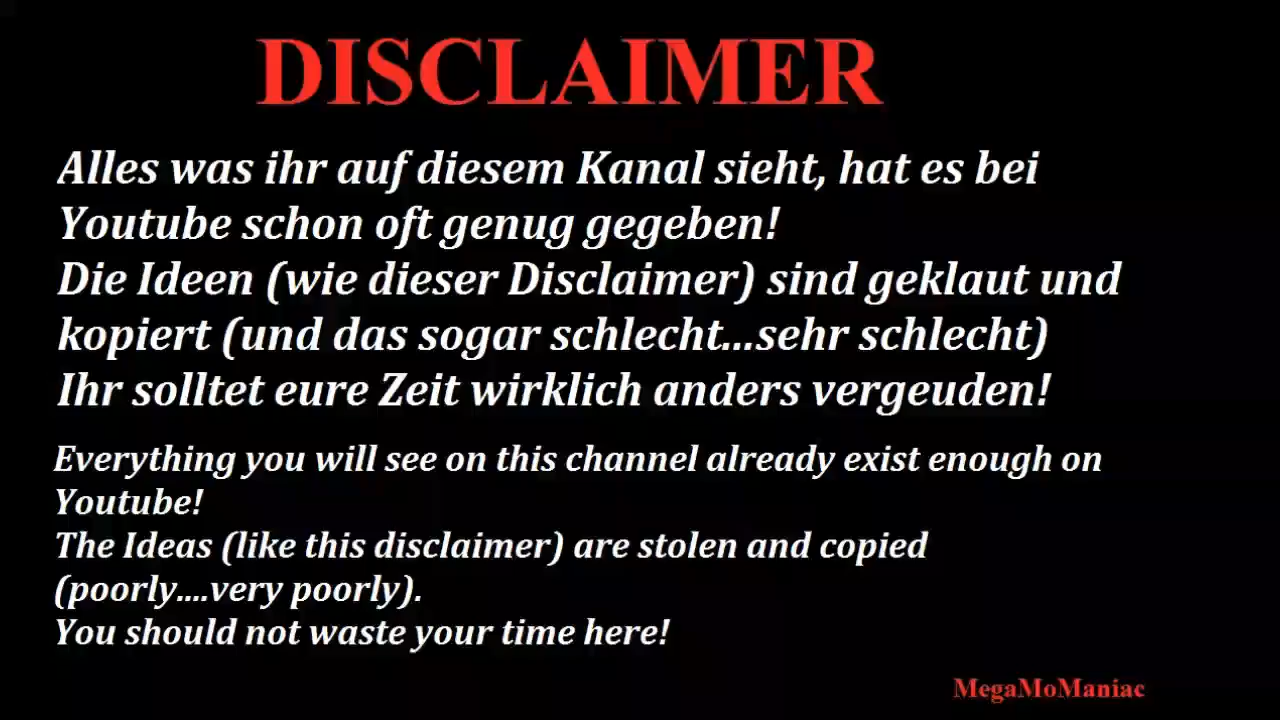 DISCLAIMER
Alles was ihr auf diesem Kanal sieht, hat es bei
Youtube schon oft genug gegeben!
Die Ideen (wie dieser Disclaimer) sind geklaut und
kopiert (und das sogar schlecht...sehr schlecht)
Ihr solltet eure Zeit wirklich anders vergeuden!
Everything you will see on this channel already exist enough on
Youtube!
The Ideas (like this disclaimer) are stolen and copied
(poorly....very poorly).
You should not waste your time here!
MegaMoManiac